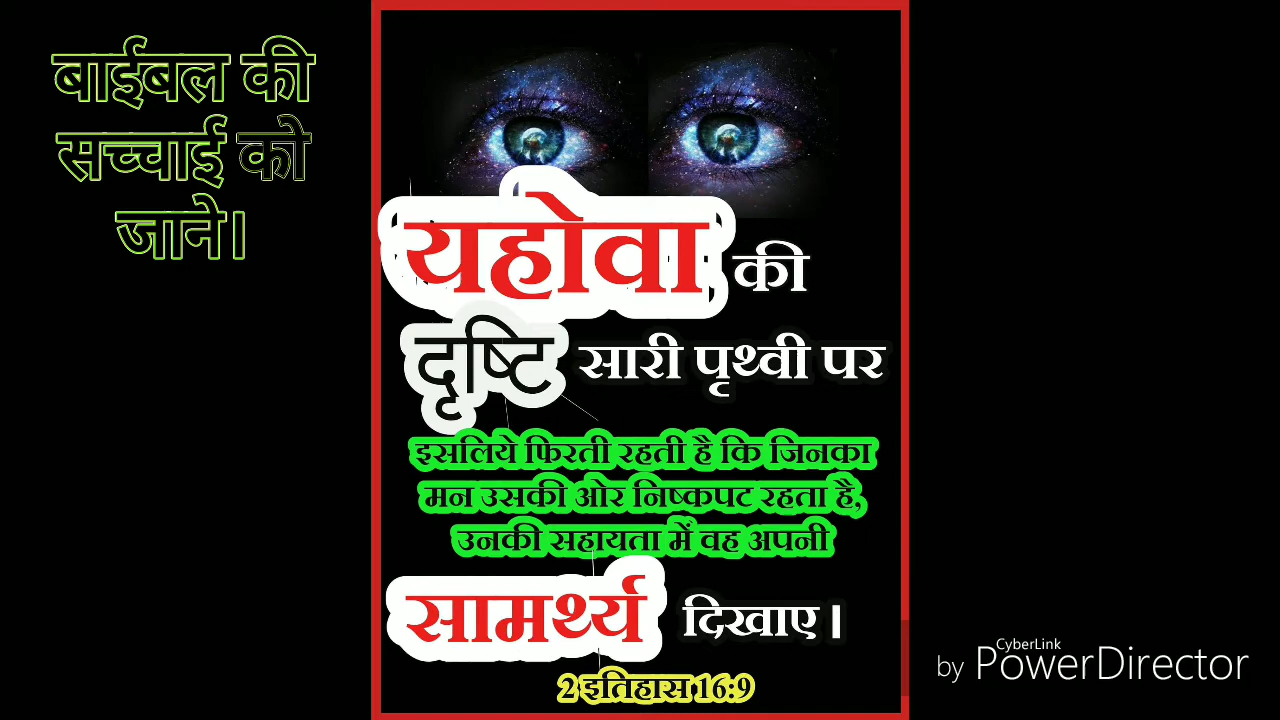 बाईबल की
सच्चाई को
जाने।
यहोवा की
दृष्टि सारी पृथ्वी पर
इसलिये फिरती रहती है कि जिनका
मन उसकी ओर निष्कपट रहता है,
उनकी सहायता में वह अपनी
सामर्थ्य दिखाए।
2 इतिहास 16:9
CyberLink
by PowerDirector